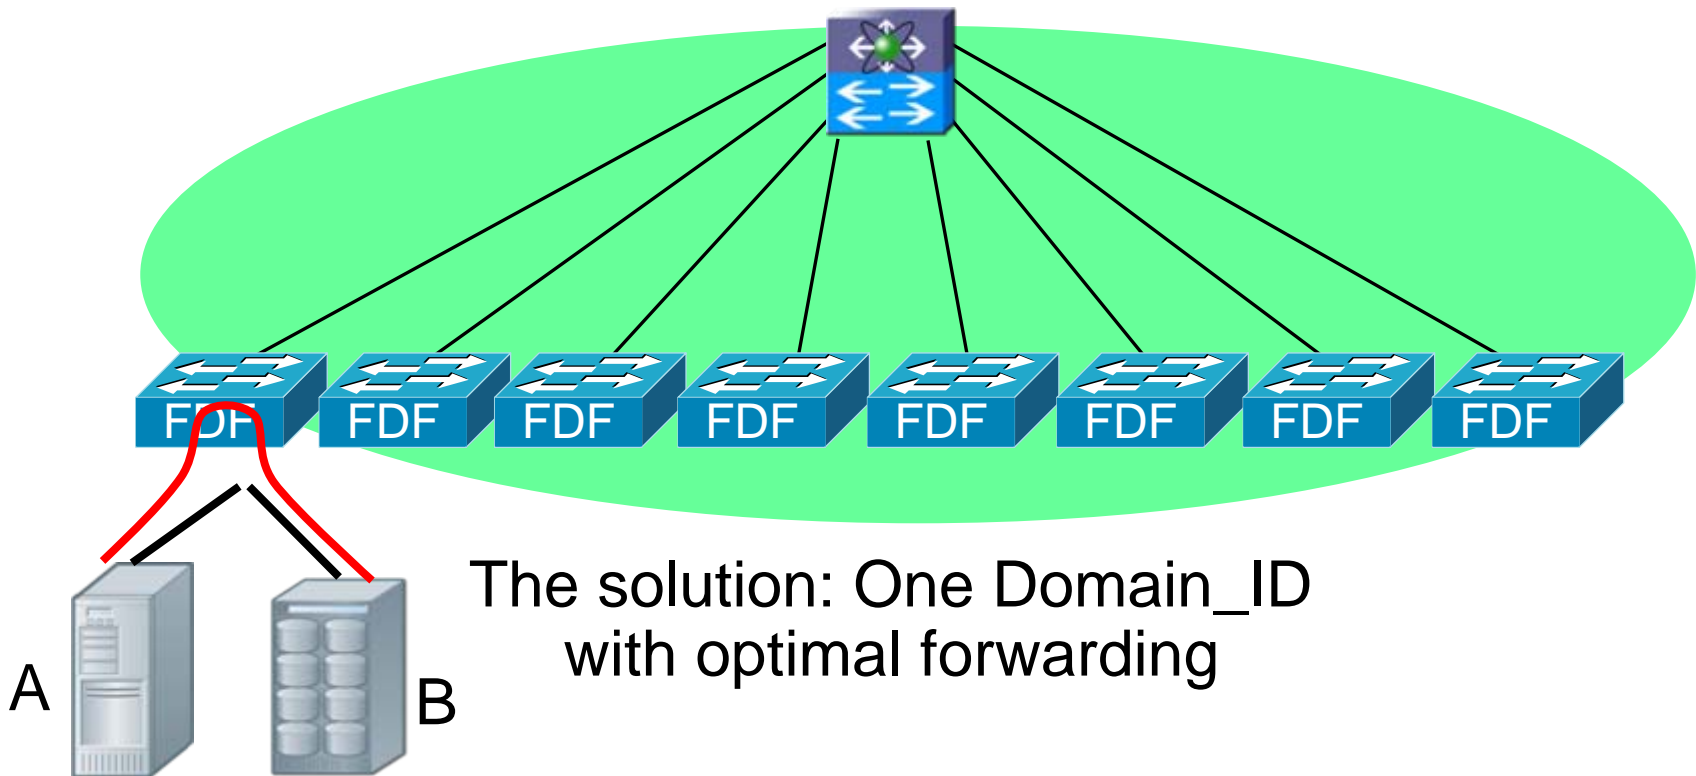 FDF FDF FDF FDF FDF FDF FDF FDF
The solution: One Domain_ID
with optimal forwarding
A
B